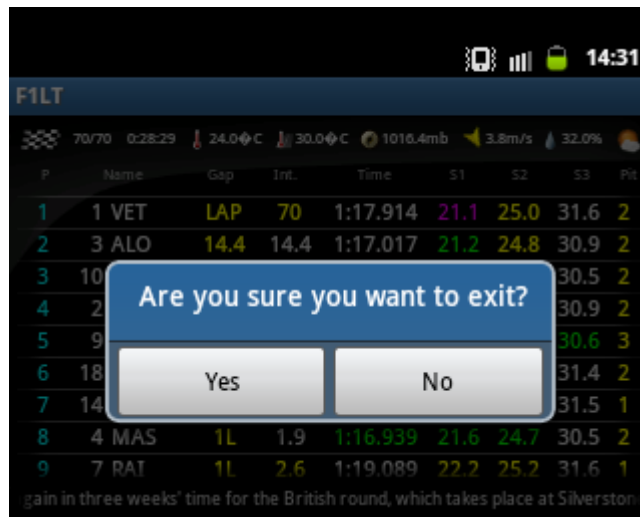 14:31
F1LT
70/70 0:28:29 24.0�C 30.0�C 1016.4mb 3.8m/s 32.0%
P Name Gap Int. Time S1 S2 S3 Pit
1 1 VET LAP 70 1:17.914 21.1 25.0 31.6 2
2 3 ALO 14.4 14.4 1:17.017 21.2 24.8 30.9 2
3 10 30.5 2
4 2 30.9 2
Are you sure you want to exit?
5 9 30.6 3
6 18 31.4 2
Yes No
7 14 31.5 1
8 4 MAS 1L 1.9 1:16.939 21.6 24.7 30.5 2
9 7 RAI 1L 2.6 1:19.089 22.2 25.2 31.6 1
gain in three weeks' time for the British round, which takes place at Silverston